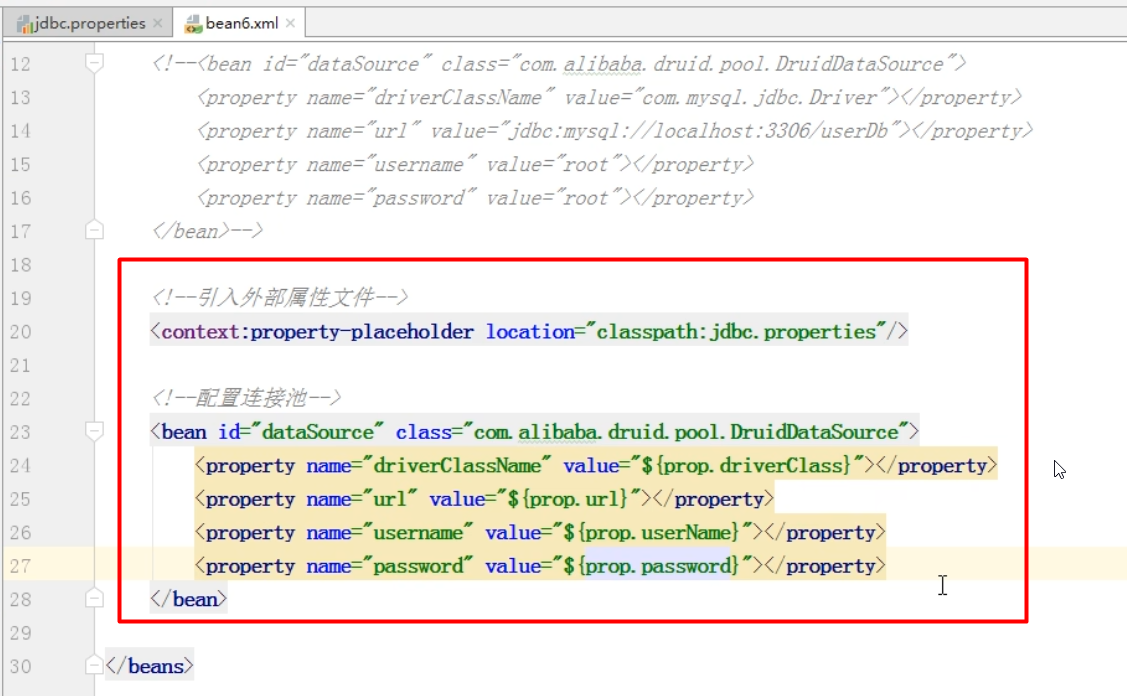 jdbc.properties × bean6.xml ×
12 <!--<bean id="dataSource" class="com.alibaba.druid.pool.DruidDataSource">
13 <property name="driverClassName" value="com.mysql.jdbc.Driver"></property>
14 <property name="url" value="jdbc:mysql://localhost:3306/userDb"></property>
15 <property name="username" value="root"></property>
16 <property name="password" value="root"></property>
17 </bean>-->
18
19 <!--引入外部属性文件-->
20 <context:property-placeholder location="classpath:jdbc.properties"/>
21
22 <!--配置连接池-->
23 <bean id="dataSource" class="com.alibaba.druid.pool.DruidDataSource">
24 <property name="driverClassName" value="${prop.driverClass}"></property>
25 <property name="url" value="${prop.url}"></property>
26 <property name="username" value="${prop.userName}"></property>
27 <property name="password" value="${prop.password}"></property>
28 </bean>
29
30 </beans>